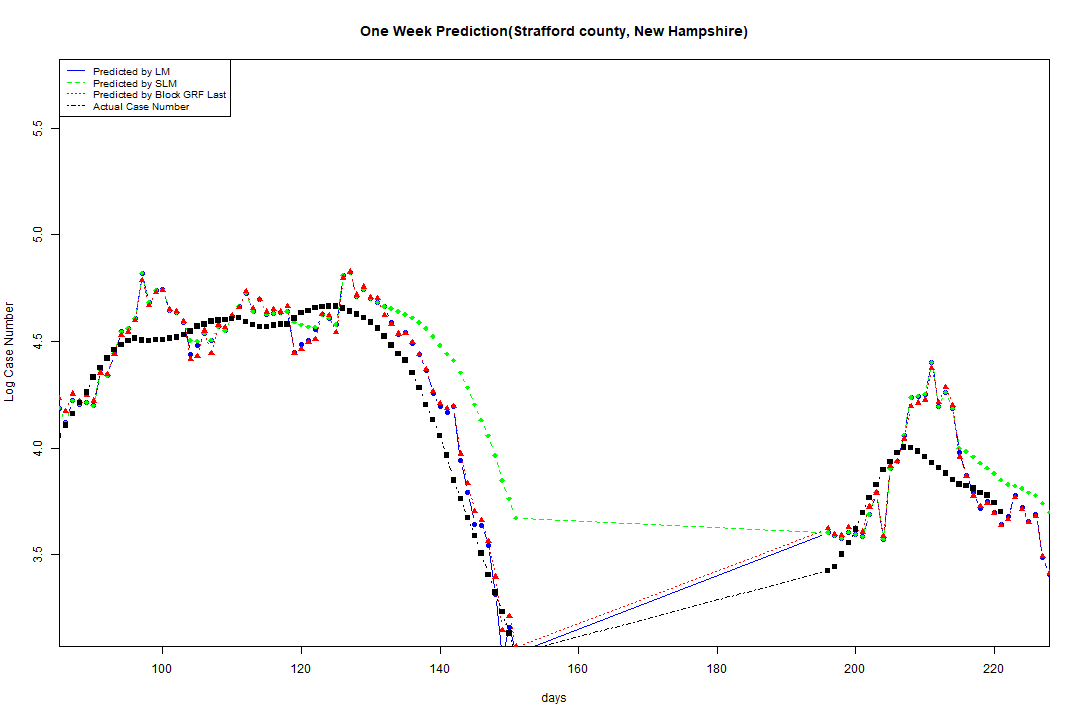 One Week Prediction(Strafford county, New Hampshire)
Predicted by LM
Predicted by SLM
Predicted by Block GRF Last
Actual Case Number
Log Case Number
5.5
5.0
4.5
4.0
3.5
100 120 140 160 180 200 220
days